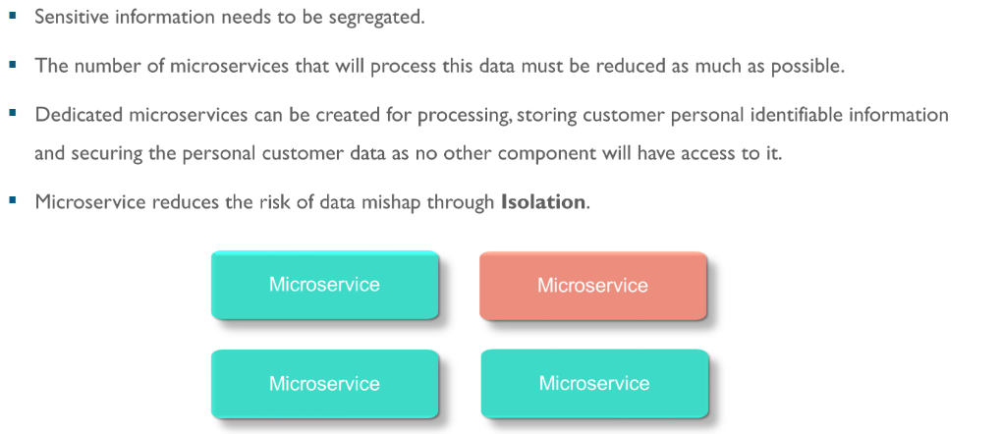 ▪ Sensitive information needs to be segregated.
▪ The number of microservices that will process this data must be reduced as much as possible.
▪ Dedicated microservices can be created for processing, storing customer personal identifiable information
and securing the personal customer data as no other component will have access to it.
▪ Microservice reduces the risk of data mishap through Isolation.
Microservice
Microservice
Microservice
Microservice